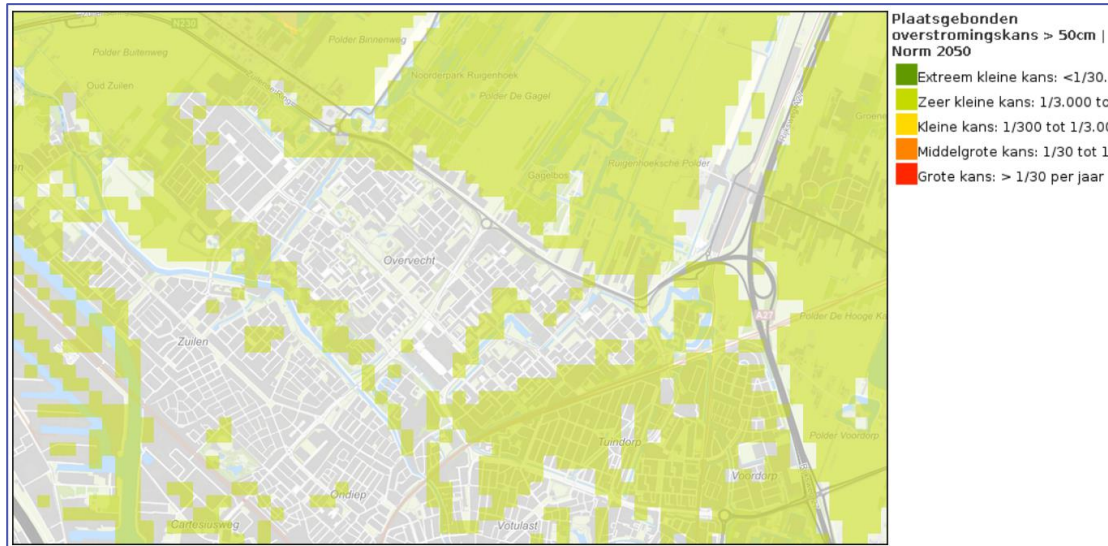 Plaatsgebonden
overstromingskans > 50cm |
Norm 2050
Extreem kleine kans: <1/30.
Zeer kleine kans: 1/3.000 to
Kleine kans: 1/300 tot 1/3.00
Middelgrote kans: 1/30 tot 1
Grote kans: > 1/30 per jaar
N230
Polder Buitenweg
Polder Binnenweg
Oud Zuilen
Noorderpark Ruigenhoek
Polder De Gagel
Ruigenhoeksche Polder
Gagelbos
Overvecht
A27
Polder De Hooge Ka
Zuilen
Polder Voordorp
Tuindorp
Voordorp
Ondiep
Cartesiusweg
Votulast